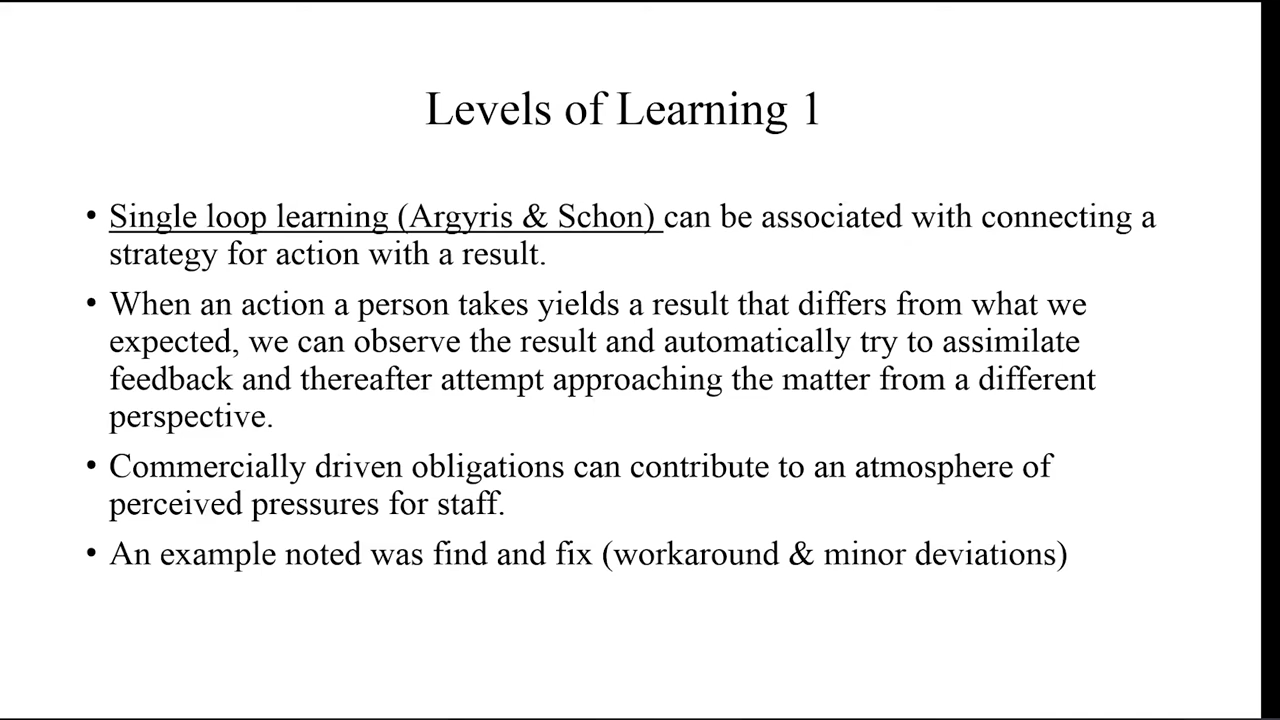 Levels of Learning 1
• Single loop learning (Argyris & Schon) can be associated with connecting a
strategy for action with a result.
• When an action a person takes yields a result that differs from what we
expected, we can observe the result and automatically try to assimilate
feedback and thereafter attempt approaching the matter from a different
perspective.
• Commercially driven obligations can contribute to an atmosphere of
perceived pressures for staff.
• An example noted was find and fix (workaround & minor deviations)